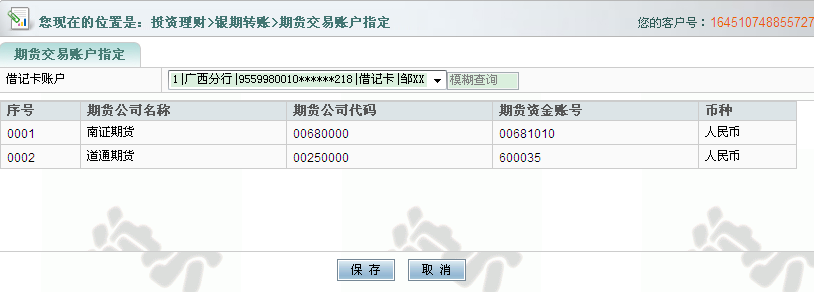 您现在的位置是：投资理财>银期转账>期货交易账户指定
您的客户号：164510748855727
期货交易账户指定
借记卡账户 1|广西分行|9559980010******218|借记卡|邹XX 模糊查询
序号 期货公司名称 期货公司代码 期货资金账号 币种
0001 南证期货 00680000 00681010 人民币
0002 道通期货 00250000 600035 人民币
保 存 取 消